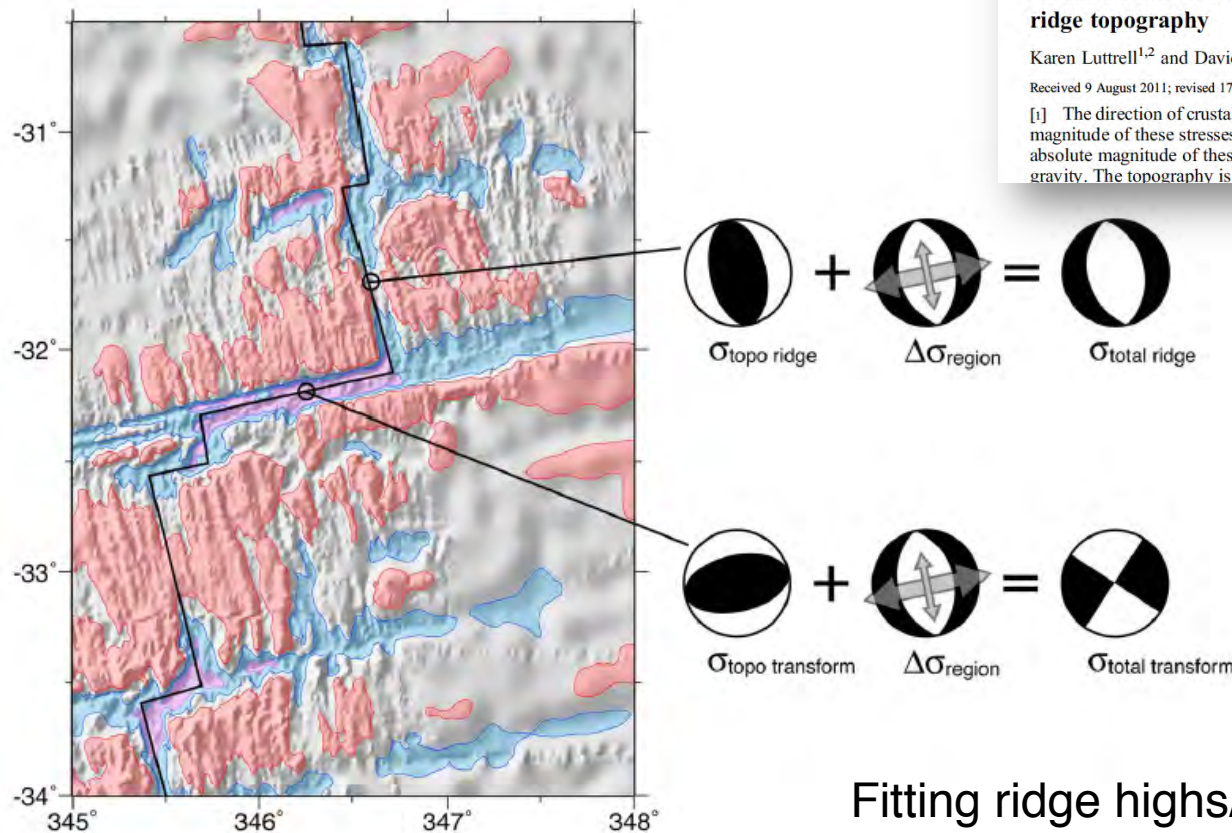 ridge topography
Karen Luttrell1,2 and
Received 9 August 2011; revised 17
[1] The direction of crusta
magnitude of these stresses
absolute magnitude of these
gravity. The topography is
-31°
-32°
-33°
-34°
345° 346° 347° 348°
+ =
σtopo ridge Δσregion σtotal ridge
+ =
σtopo transform Δσregion σtotal transform
Fitting ridge highs